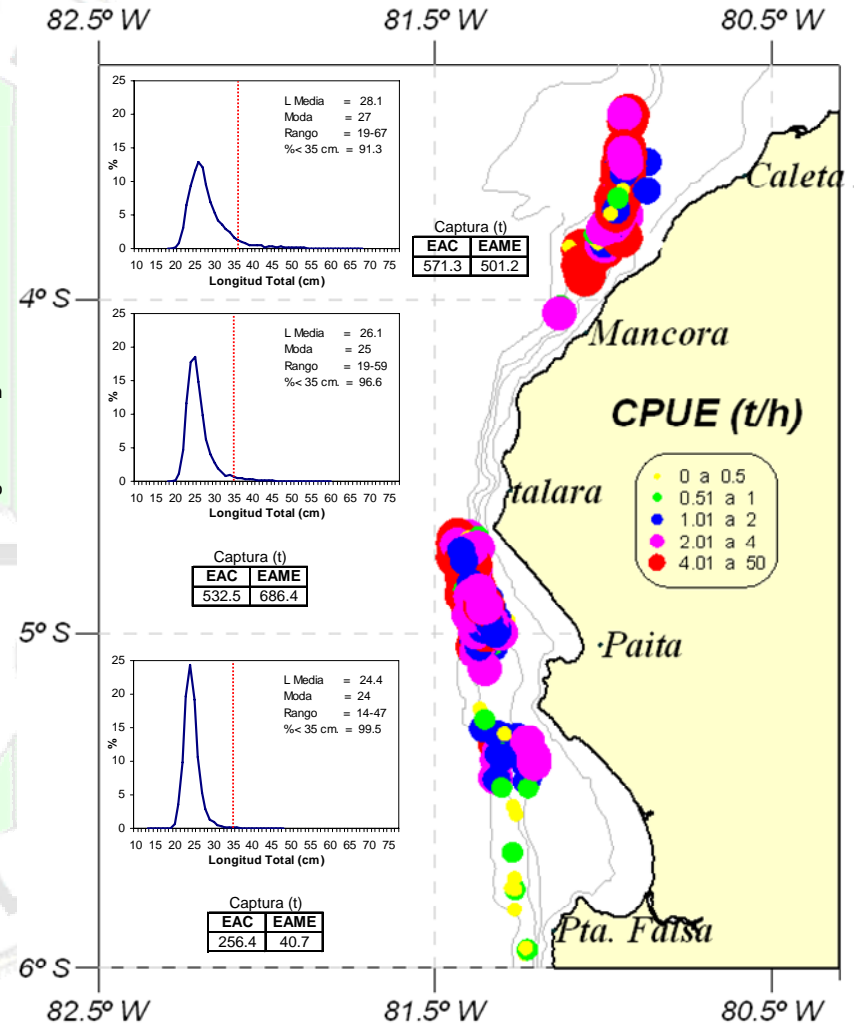 82.5º W 81.5º W 80.5º W
25
20
15
10
5
0
%
L Media = 28.1
Moda = 27
Rango = 19-67
%< 35 cm. = 91.3
10 15 20 25 30 35 40 45 50 55 60 65 70 75
Longitud Total (cm)
Captura (t)
EAC EAME
571.3 501.2
Caleta
4º S
Mancora
25
20
15
10
5
0
%
L Media = 26.1
Moda = 25
Rango = 19-59
%< 35 cm. = 96.6
10 15 20 25 30 35 40 45 50 55 60 65 70 75
Longitud Total (cm)
CPUE (t/h)
0 a 0.5
0.51 a 1
1.01 a 2
2.01 a 4
4.01 a 50
talara
Captura (t)
EAC EAME
532.5 686.4
5º S
Paita
25
20
15
10
5
0
%
L Media = 24.4
Moda = 24
Rango = 14-47
%< 35 cm. = 99.5
10 15 20 25 30 35 40 45 50 55 60 65 70 75
Longitud Total (cm)
Captura (t)
EAC EAME
256.4 40.7
Pta. Falsa
6º S
82.5º W 81.5º W 80.5º W